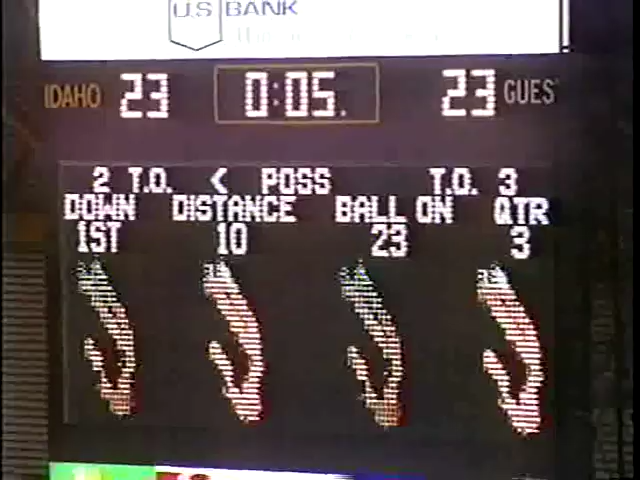 U.S BANK
IDAHO 23 0:05. 23 GUES
2 T.O. < POSS T.O. 3
DOWN DISTANCE BALL ON QTR
1ST 10 23 3